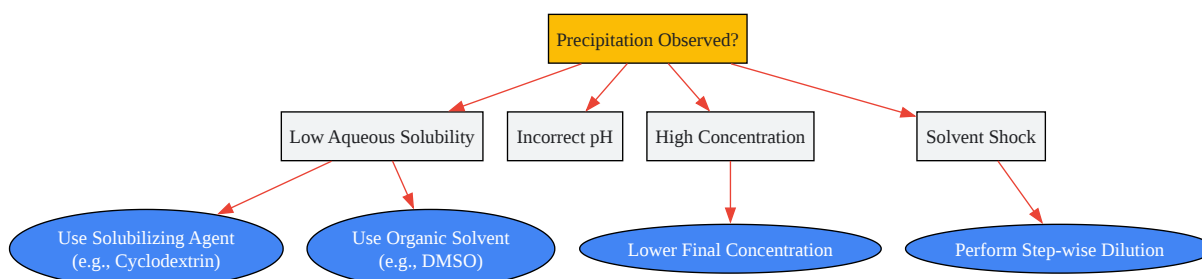 Precipitation Observed?
Low Aqueous Solubility
Incorrect pH
High Concentration
Solvent Shock
Use Solubilizing Agent
(e.g., Cyclodextrin)
Use Organic Solvent
(e.g., DMSO)
Lower Final Concentration
Perform Step-wise Dilution